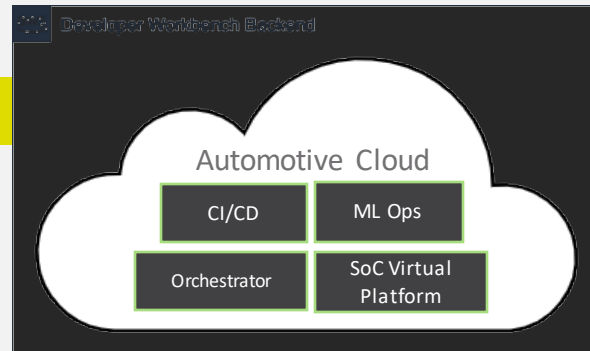 Developer Workbench Backend
Automotive Cloud
CI/CD
ML Ops
Orchestrator
SoC Virtual
Platform